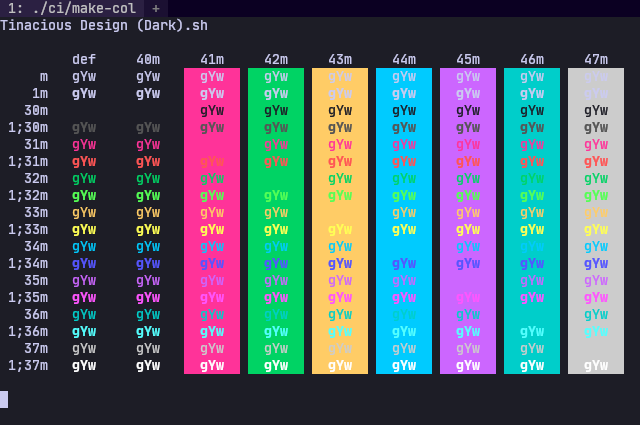 1: ./ci/make-col +
Tinacious Design (Dark).sh
def 40m 41m 42m 43m 44m 45m 46m 47m
m gYw gYw gYw gYw gYw gYw gYw gYw gYw
1m gYw gYw gYw gYw gYw gYw gYw gYw gYw
30m gYw gYw gYw gYw gYw gYw gYw
1;30m gYw gYw gYw gYw gYw gYw gYw gYw gYw
31m gYw gYw gYw gYw gYw gYw gYw gYw
1;31m gYw gYw gYw gYw gYw gYw gYw gYw gYw
32m gYw gYw gYw gYw gYw gYw gYw gYw
1;32m gYw gYw gYw gYw gYw gYw gYw gYw gYw
33m gYw gYw gYw gYw gYw gYw gYw gYw
1;33m gYw gYw gYw gYw gYw gYw gYw gYw gYw
34m gYw gYw gYw gYw gYw gYw gYw gYw
1;34m gYw gYw gYw gYw gYw gYw gYw gYw gYw
35m gYw gYw gYw gYw gYw gYw gYw gYw
1;35m gYw gYw gYw gYw gYw gYw gYw gYw gYw
36m gYw gYw gYw gYw gYw gYw gYw gYw
1;36m gYw gYw gYw gYw gYw gYw gYw gYw gYw
37m gYw gYw gYw gYw gYw gYw gYw gYw
1;37m gYw gYw gYw gYw gYw gYw gYw gYw gYw